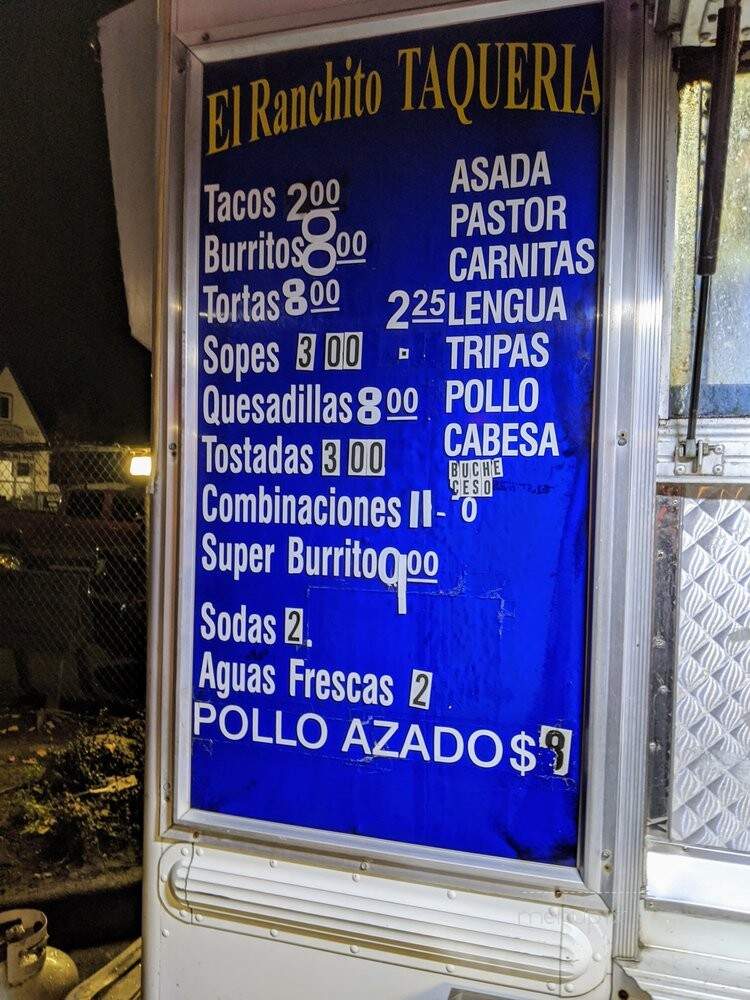 El Ranchito TAQUERIA
Tacos 2.00
Burritos 8.00
Tortas 8.00
Sopes 3 00
Quesadillas 8.00
Tostadas 3 00
Combinaciones 11- 0
Super Burrito 9.00
Sodas 2.
Aguas Frescas 2
POLLO AZADO $9
ASADA
PASTOR
CARNITAS
2.25 LENGUA
TRIPAS
POLLO
CABESA
BUCHE
CESO